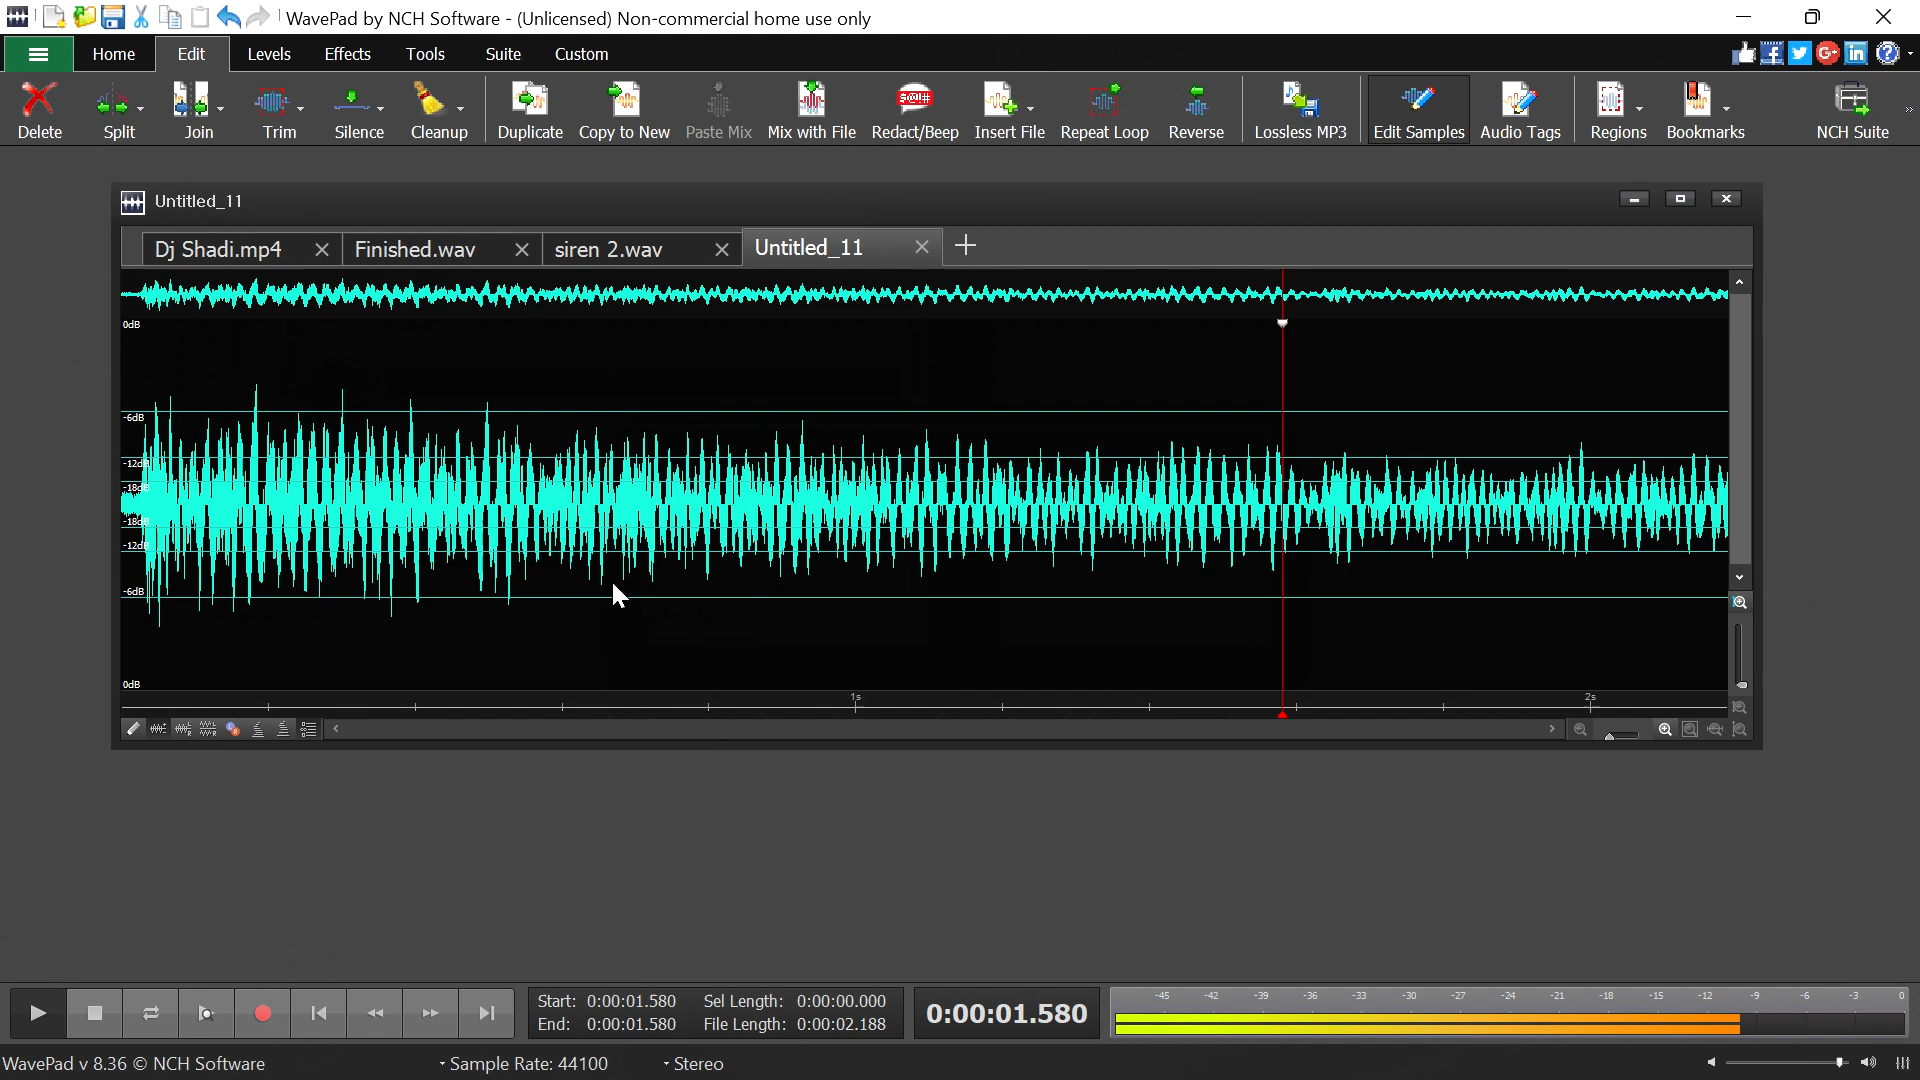 WavePad by NCH Software - (Unlicensed) Non-commercial home use only
Home Edit Levels Effects Tools Suite Custom
Delete Split Join Trim Silence Cleanup Duplicate Copy to New Paste Mix Mix with File Redact/Beep Insert File Repeat Loop Reverse Lossless MP3 Edit Samples Audio Tags Regions Bookmarks NCH Suite
Untitled_11
Dj Shadi.mp4 Finished.wav siren 2.wav Untitled_11
0dB
-6dB
-12dB
-18dB
-18dB
-12dB
-6dB
0dB
1s 2s
Start: 0:00:01.580 Sel Length: 0:00:00.000
End: 0:00:01.580 File Length: 0:00:02.188
0:00:01.580
-45 -42 -39 -36 -33 -30 -27 -24 -21 -18 -15 -12 -9 -6 -3 0
WavePad v 8.36 © NCH Software Sample Rate: 44100 Stereo